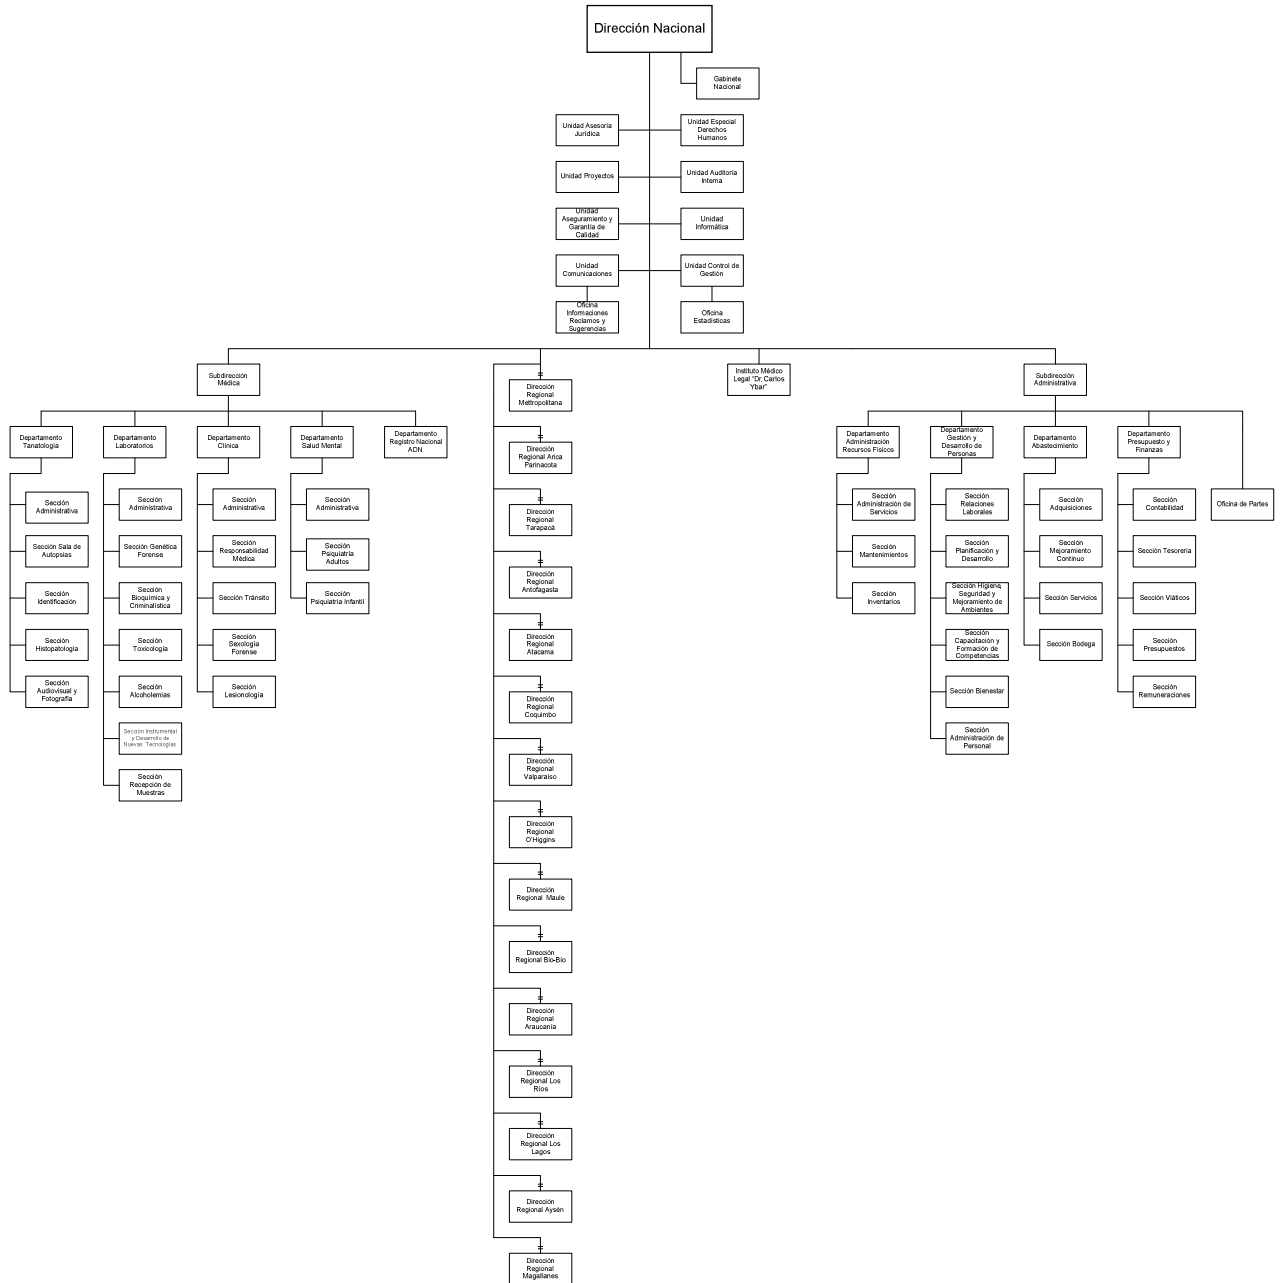 Dirección Nacional
Gabinete
Nacional
Unidad Asesoría
Jurídica
Unidad Especial
Derechos
Humanos
Unidad Proyectos
Unidad Auditoría
Interna
Unidad
Aseguramiento y
Garantía de
Calidad
Unidad
Informática
Unidad
Comunicaciones
Unidad Control de
Gestión
Oficina
Informaciones
Reclamos y
Sugerencias
Oficina
Estadísticas
Subdirección
Médica
Departamento
Tanatología
Sección
Administrativa
Sección Sala de
Autopsias
Sección
Identificación
Sección
Histopatología
Sección
Audiovisual y
Fotografía
Departamento
Laboratorios
Sección
Administrativa
Sección Genética
Forense
Sección
Bioquímica y
Criminalística
Sección
Toxicología
Sección
Alcoholemias
Sección Instrumental
y Desarrollo de
Nuevas Tecnologías
Sección
Recepción de
Muestras
Departamento
Clínica
Sección
Administrativa
Sección
Responsabilidad
Médica
Sección Tránsito
Sección
Sexología
Forense
Sección
Lesionología
Departamento
Salud Mental
Sección
Administrativa
Sección
Psiquiatría
Adultos
Sección
Psiquiatría Infantil
Departamento
Registro Nacional
ADN
Dirección
Regional
Mettropolitana
Dirección
Regional Arica
Parinacota
Dirección
Regional
Tarapacá
Dirección
Regional
Antofagasta
Dirección
Regional
Atacama
Dirección
Regional
Coquimbo
Dirección
Regional
Valparaíso
Dirección
Regional
O'Higgins
Dirección
Regional Maule
Dirección
Regional Bio-Bio
Dirección
Regional
Araucanía
Dirección
Regional Los
Ríos
Dirección
Regional Los
Lagos
Dirección
Regional Aysén
Dirección
Regional
Magallanes
Instituto Médico
Legal "Dr, Carlos
Ybar"
Subdirección
Administrativa
Departamento
Administración
Recursos Físicos
Sección
Administración de
Servicios
Sección
Mantenimientos
Sección
Inventarios
Departamento
Gestión y
Desarrollo de
Personas
Sección
Relaciones
Laborales
Sección
Planificación y
Desarrollo
Sección Higiene,
Seguridad y
Mejoramiento de
Ambientes
Sección
Capacitación y
Formación de
Competencias
Sección Bienestar
Sección
Administración de
Personal
Departamento
Abastecimiento
Sección
Adquisiciones
Sección
Mejoramiento
Continuo
Sección Servicios
Sección Bodega
Departamento
Presupuesto y
Finanzas
Sección
Contabilidad
Sección Tesorería
Sección Viáticos
Sección
Presupuestos
Sección
Remuneraciones
Oficina de Partes